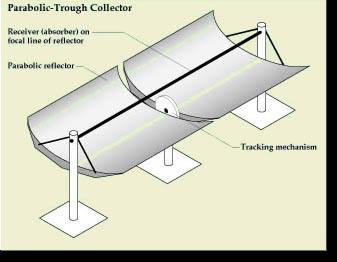 Parabolic-Trough Collector
Receiver (absorber) on
focal line of reflector
Parabolic reflector
Tracking mechanism